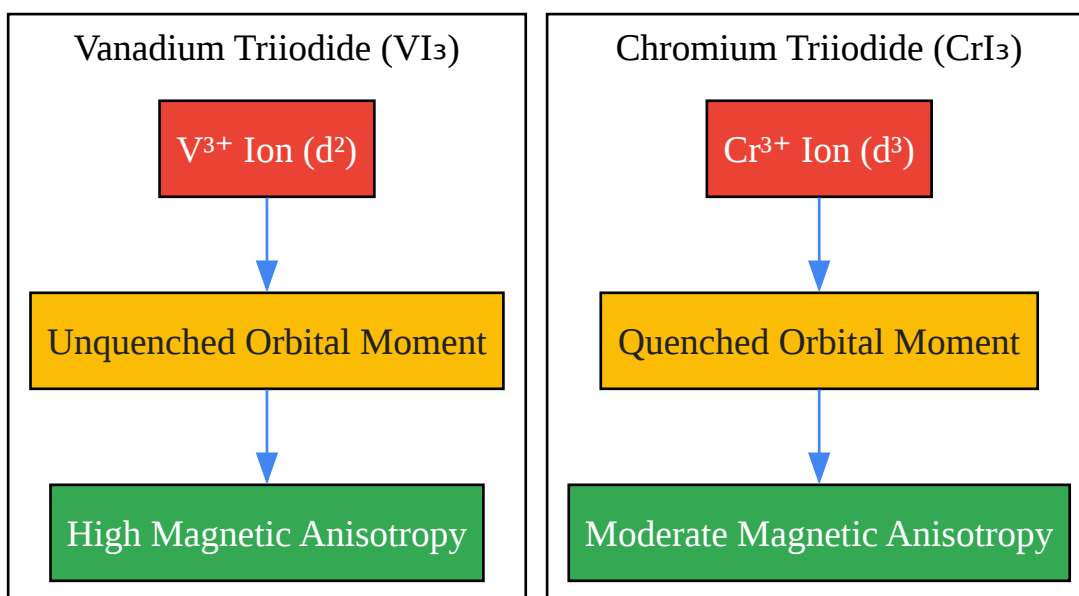 Vanadium Triiodide (VI₃)
V³⁺ Ion (d²)
Unquenched Orbital Moment
High Magnetic Anisotropy
Chromium Triiodide (CrI₃)
Cr³⁺ Ion (d³)
Quenched Orbital Moment
Moderate Magnetic Anisotropy